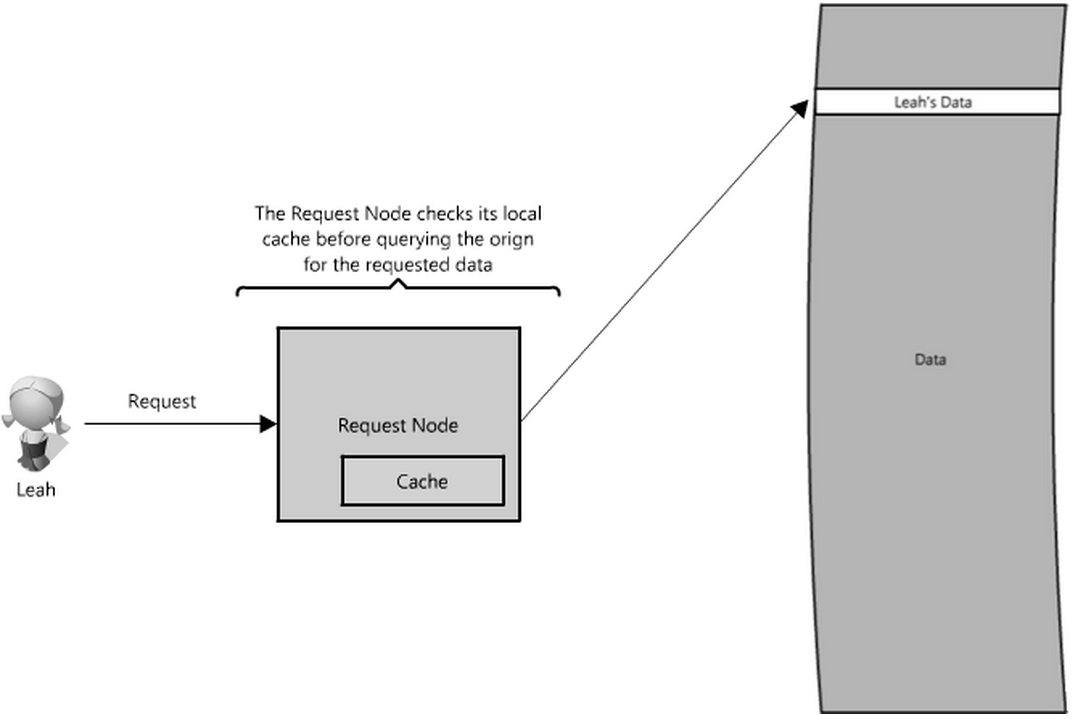 Leah's Data
The Request Node checks its local
cache before querying the orign
for the requested data
Data
Request
Request Node
Cache
Leah